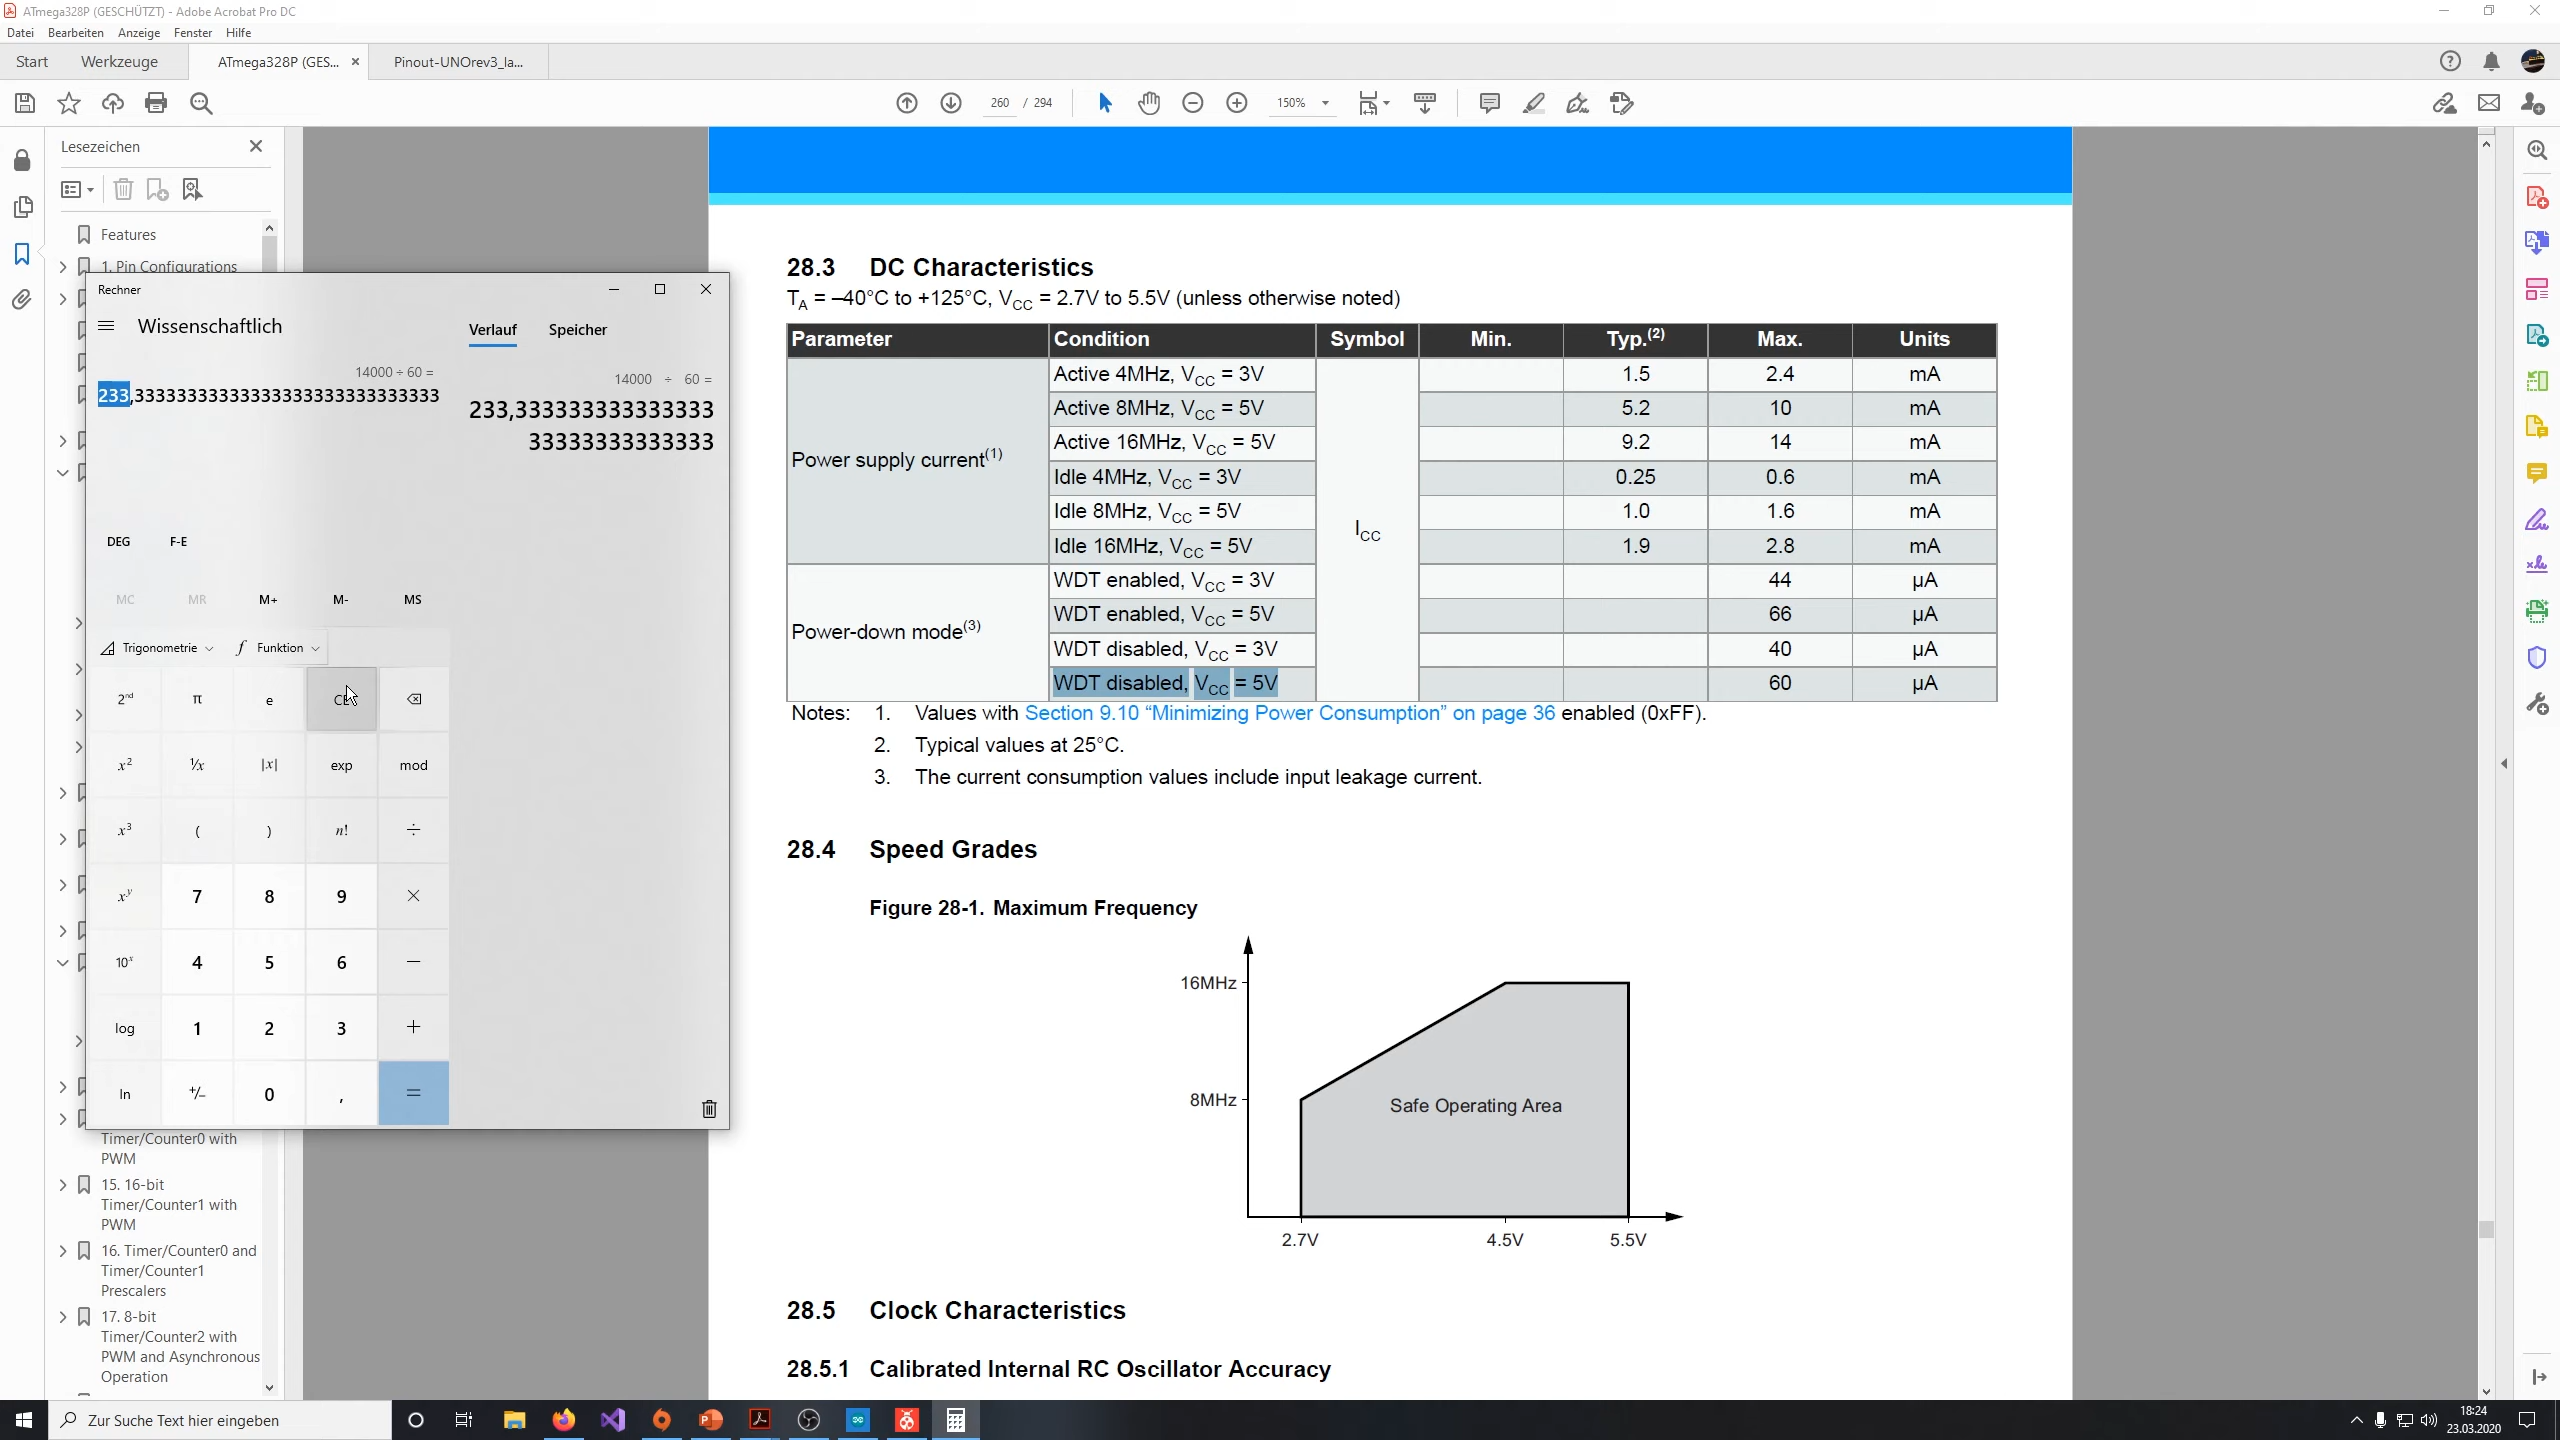 ATmega328P (GESCHÜTZT) - Adobe Acrobat Pro DC
Datei Bearbeiten Anzeige Fenster Hilfe
Start Werkzeuge ATmega328P (GES... × Pinout-UNOrev3_la...
260 / 294 150%
Lesezeichen
Features
1. Pin Configurations
Timer/Counter0 with
PWM
15. 16-bit
Timer/Counter1 with
PWM
16. Timer/Counter0 and
Timer/Counter1
Prescalers
17. 8-bit
Timer/Counter2 with
PWM and Asynchronous
Operation
Rechner
Wissenschaftlich
Verlauf Speicher
14000 ÷ 60 =
14000 ÷ 60 =
233,333333333333333
33333333333333
DEG F-E
MC MR M+ M- MS
Trigonometrie Funktion
2nd π e CE
x² ¹/x |x| exp mod
x³ ( ) n! ÷
xʸ 7 8 9 ×
10ˣ 4 5 6 −
log 1 2 3 +
ln +/− 0 , =
28.3 DC Characteristics
TA = –40°C to +125°C, VCC = 2.7V to 5.5V (unless otherwise noted)
Parameter Condition Symbol Min. Typ.(2) Max. Units
Power supply current(1)
Active 4MHz, VCC = 3V 1.5 2.4 mA
Active 8MHz, VCC = 5V 5.2 10 mA
Active 16MHz, VCC = 5V 9.2 14 mA
Idle 4MHz, VCC = 3V 0.25 0.6 mA
Idle 8MHz, VCC = 5V 1.0 1.6 mA
ICC
Idle 16MHz, VCC = 5V 1.9 2.8 mA
Power-down mode(3)
WDT enabled, VCC = 3V 44 µA
WDT enabled, VCC = 5V 66 µA
WDT disabled, VCC = 3V 40 µA
WDT disabled, VCC = 5V 60 µA
Notes: 1. Values with Section 9.10 “Minimizing Power Consumption” on page 36 enabled (0xFF).
2. Typical values at 25°C.
3. The current consumption values include input leakage current.
28.4 Speed Grades
Figure 28-1. Maximum Frequency
16MHz
8MHz
Safe Operating Area
2.7V 4.5V 5.5V
28.5 Clock Characteristics
28.5.1 Calibrated Internal RC Oscillator Accuracy
Zur Suche Text hier eingeben
18:24
23.03.2020